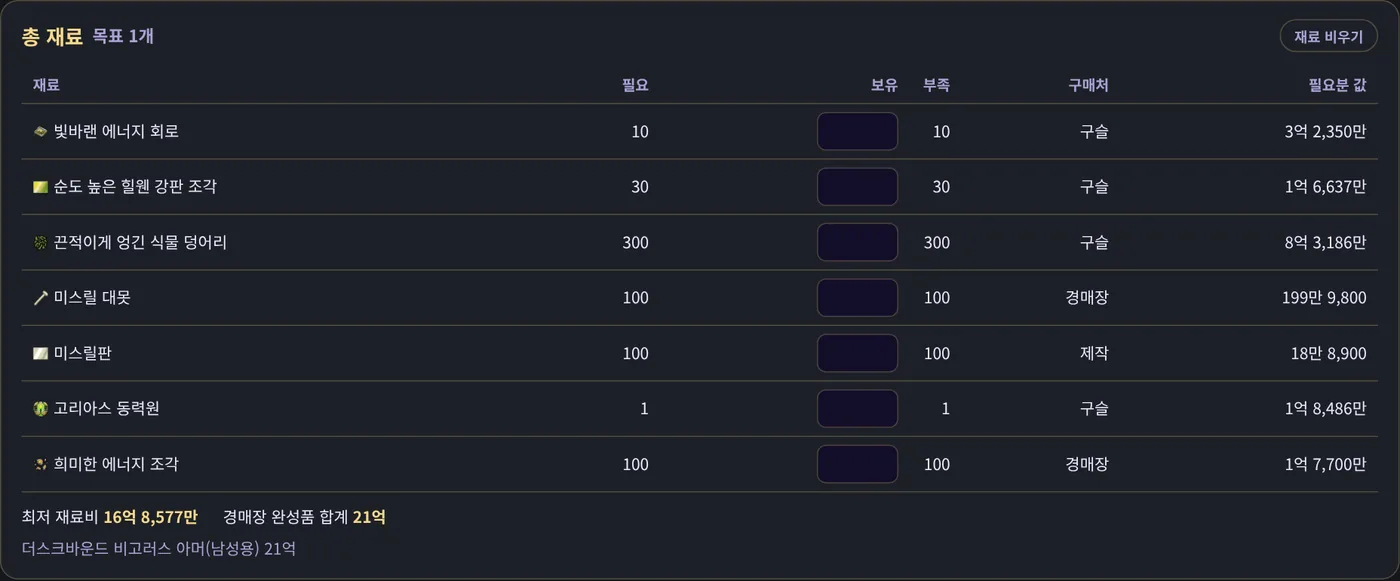 총 재료 목표 1개 재료 비우기
재료 필요 보유 부족 구매처 필요분 값
빛바랜 에너지 회로 10 10 구슬 3억 2,350만
순도 높은 힐웬 강판 조각 30 30 구슬 1억 6,637만
끈적이게 엉긴 식물 덩어리 300 300 구슬 8억 3,186만
미스릴 대못 100 100 경매장 199만 9,800
미스릴판 100 100 제작 18만 8,900
고리아스 동력원 1 1 구슬 1억 8,486만
희미한 에너지 조각 100 100 경매장 1억 7,700만
최저 재료비 16억 8,577만 경매장 완성품 합계 21억
더스크바운드 비고러스 아머(남성용) 21억